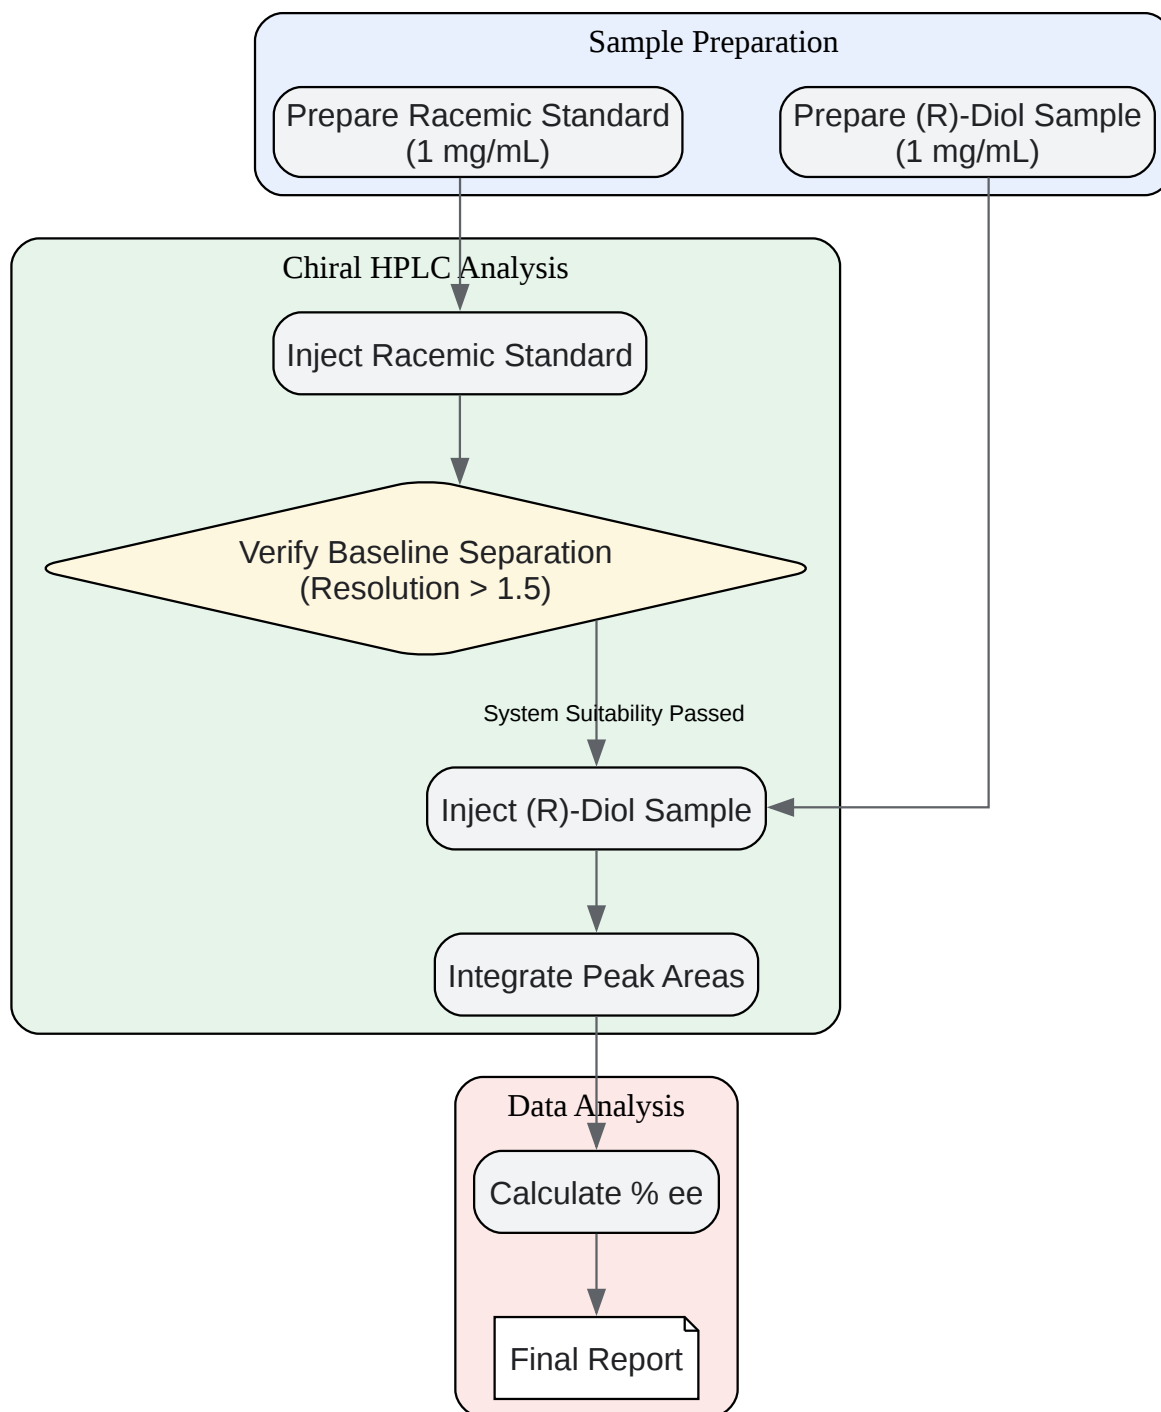 Sample Preparation
Prepare Racemic Standard
(1 mg/mL)
Prepare (R)-Diol Sample
(1 mg/mL)
Chiral HPLC Analysis
Inject Racemic Standard
Verify Baseline Separation
(Resolution > 1.5)
System Suitability Passed
Inject (R)-Diol Sample
Integrate Peak Areas
Data Analysis
Calculate % ee
Final Report